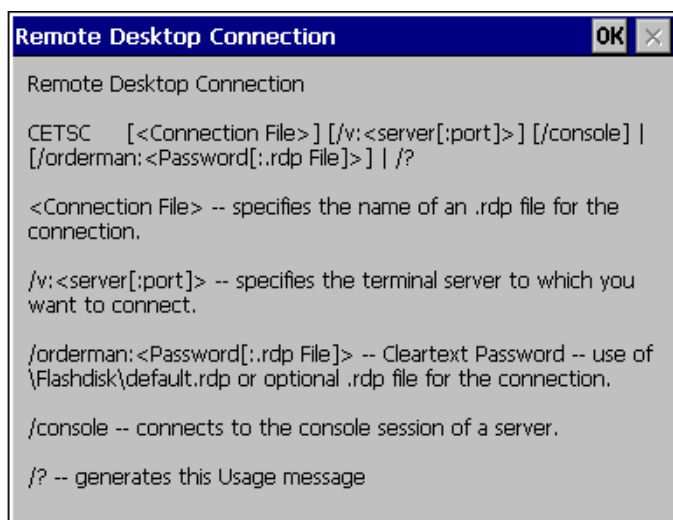 Remote Desktop Connection OK
Remote Desktop Connection
CETSC [<Connection File>] [/v:<server[:port]>] [/console] |
[/orderman:<Password[:.rdp File]>] | /?
<Connection File> -- specifies the name of an .rdp file for the
connection.
/v:<server[:port]> -- specifies the terminal server to which you
want to connect.
/orderman:<Password[:.rdp File]> -- Cleartext Password -- use of
\Flashdisk\default.rdp or optional .rdp file for the connection.
/console -- connects to the console session of a server.
/? -- generates this Usage message